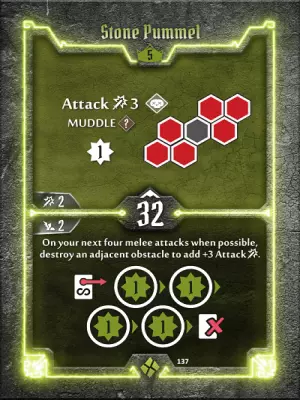 Stone Pummel
5
Attack 3
MUDDLE
1
2
32
2
On your next four melee attacks when possible,
destroy an adjacent obstacle to add +3 Attack.
1 1
1 1
137